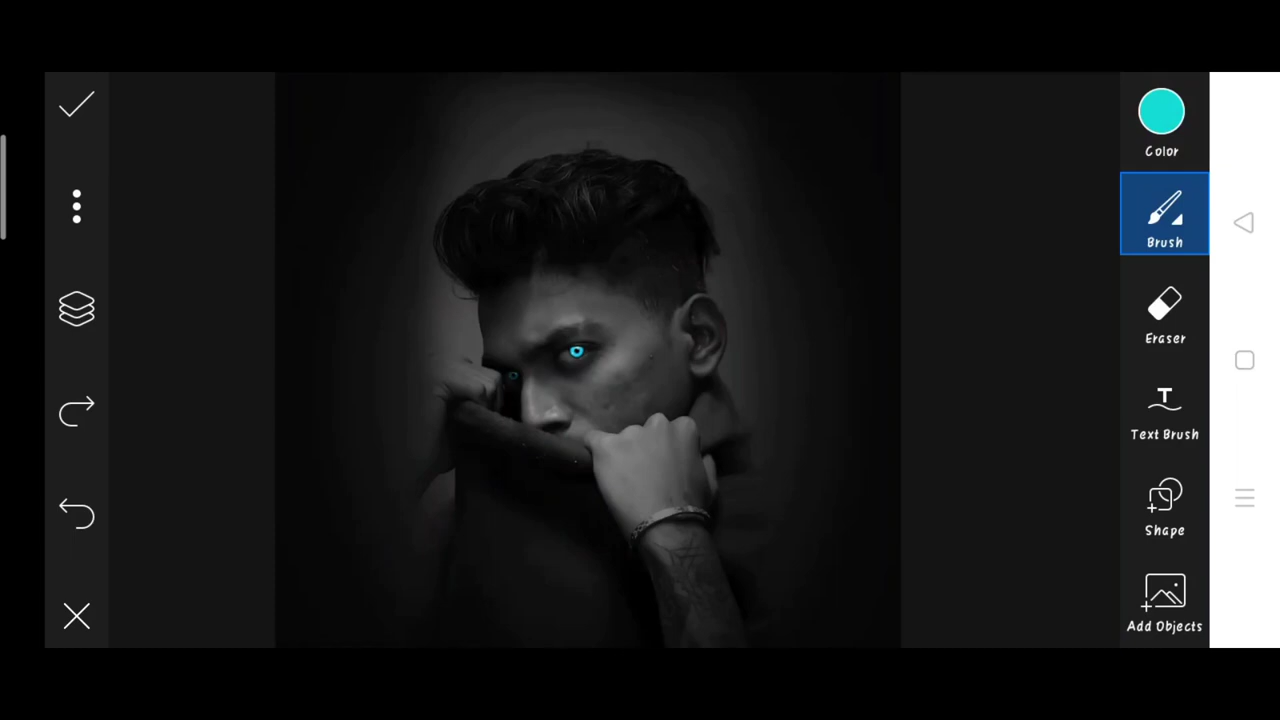 Color
Brush
Eraser
Text Brush
Shape
Add Objects